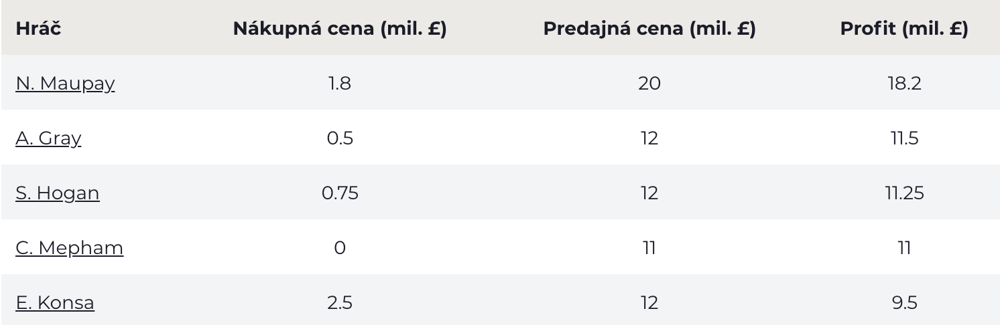 Hráč Nákupná cena (mil. £) Predajná cena (mil. £) Profit (mil. £)
N. Maupay 1.8 20 18.2
A. Gray 0.5 12 11.5
S. Hogan 0.75 12 11.25
C. Mepham 0 11 11
E. Konsa 2.5 12 9.5